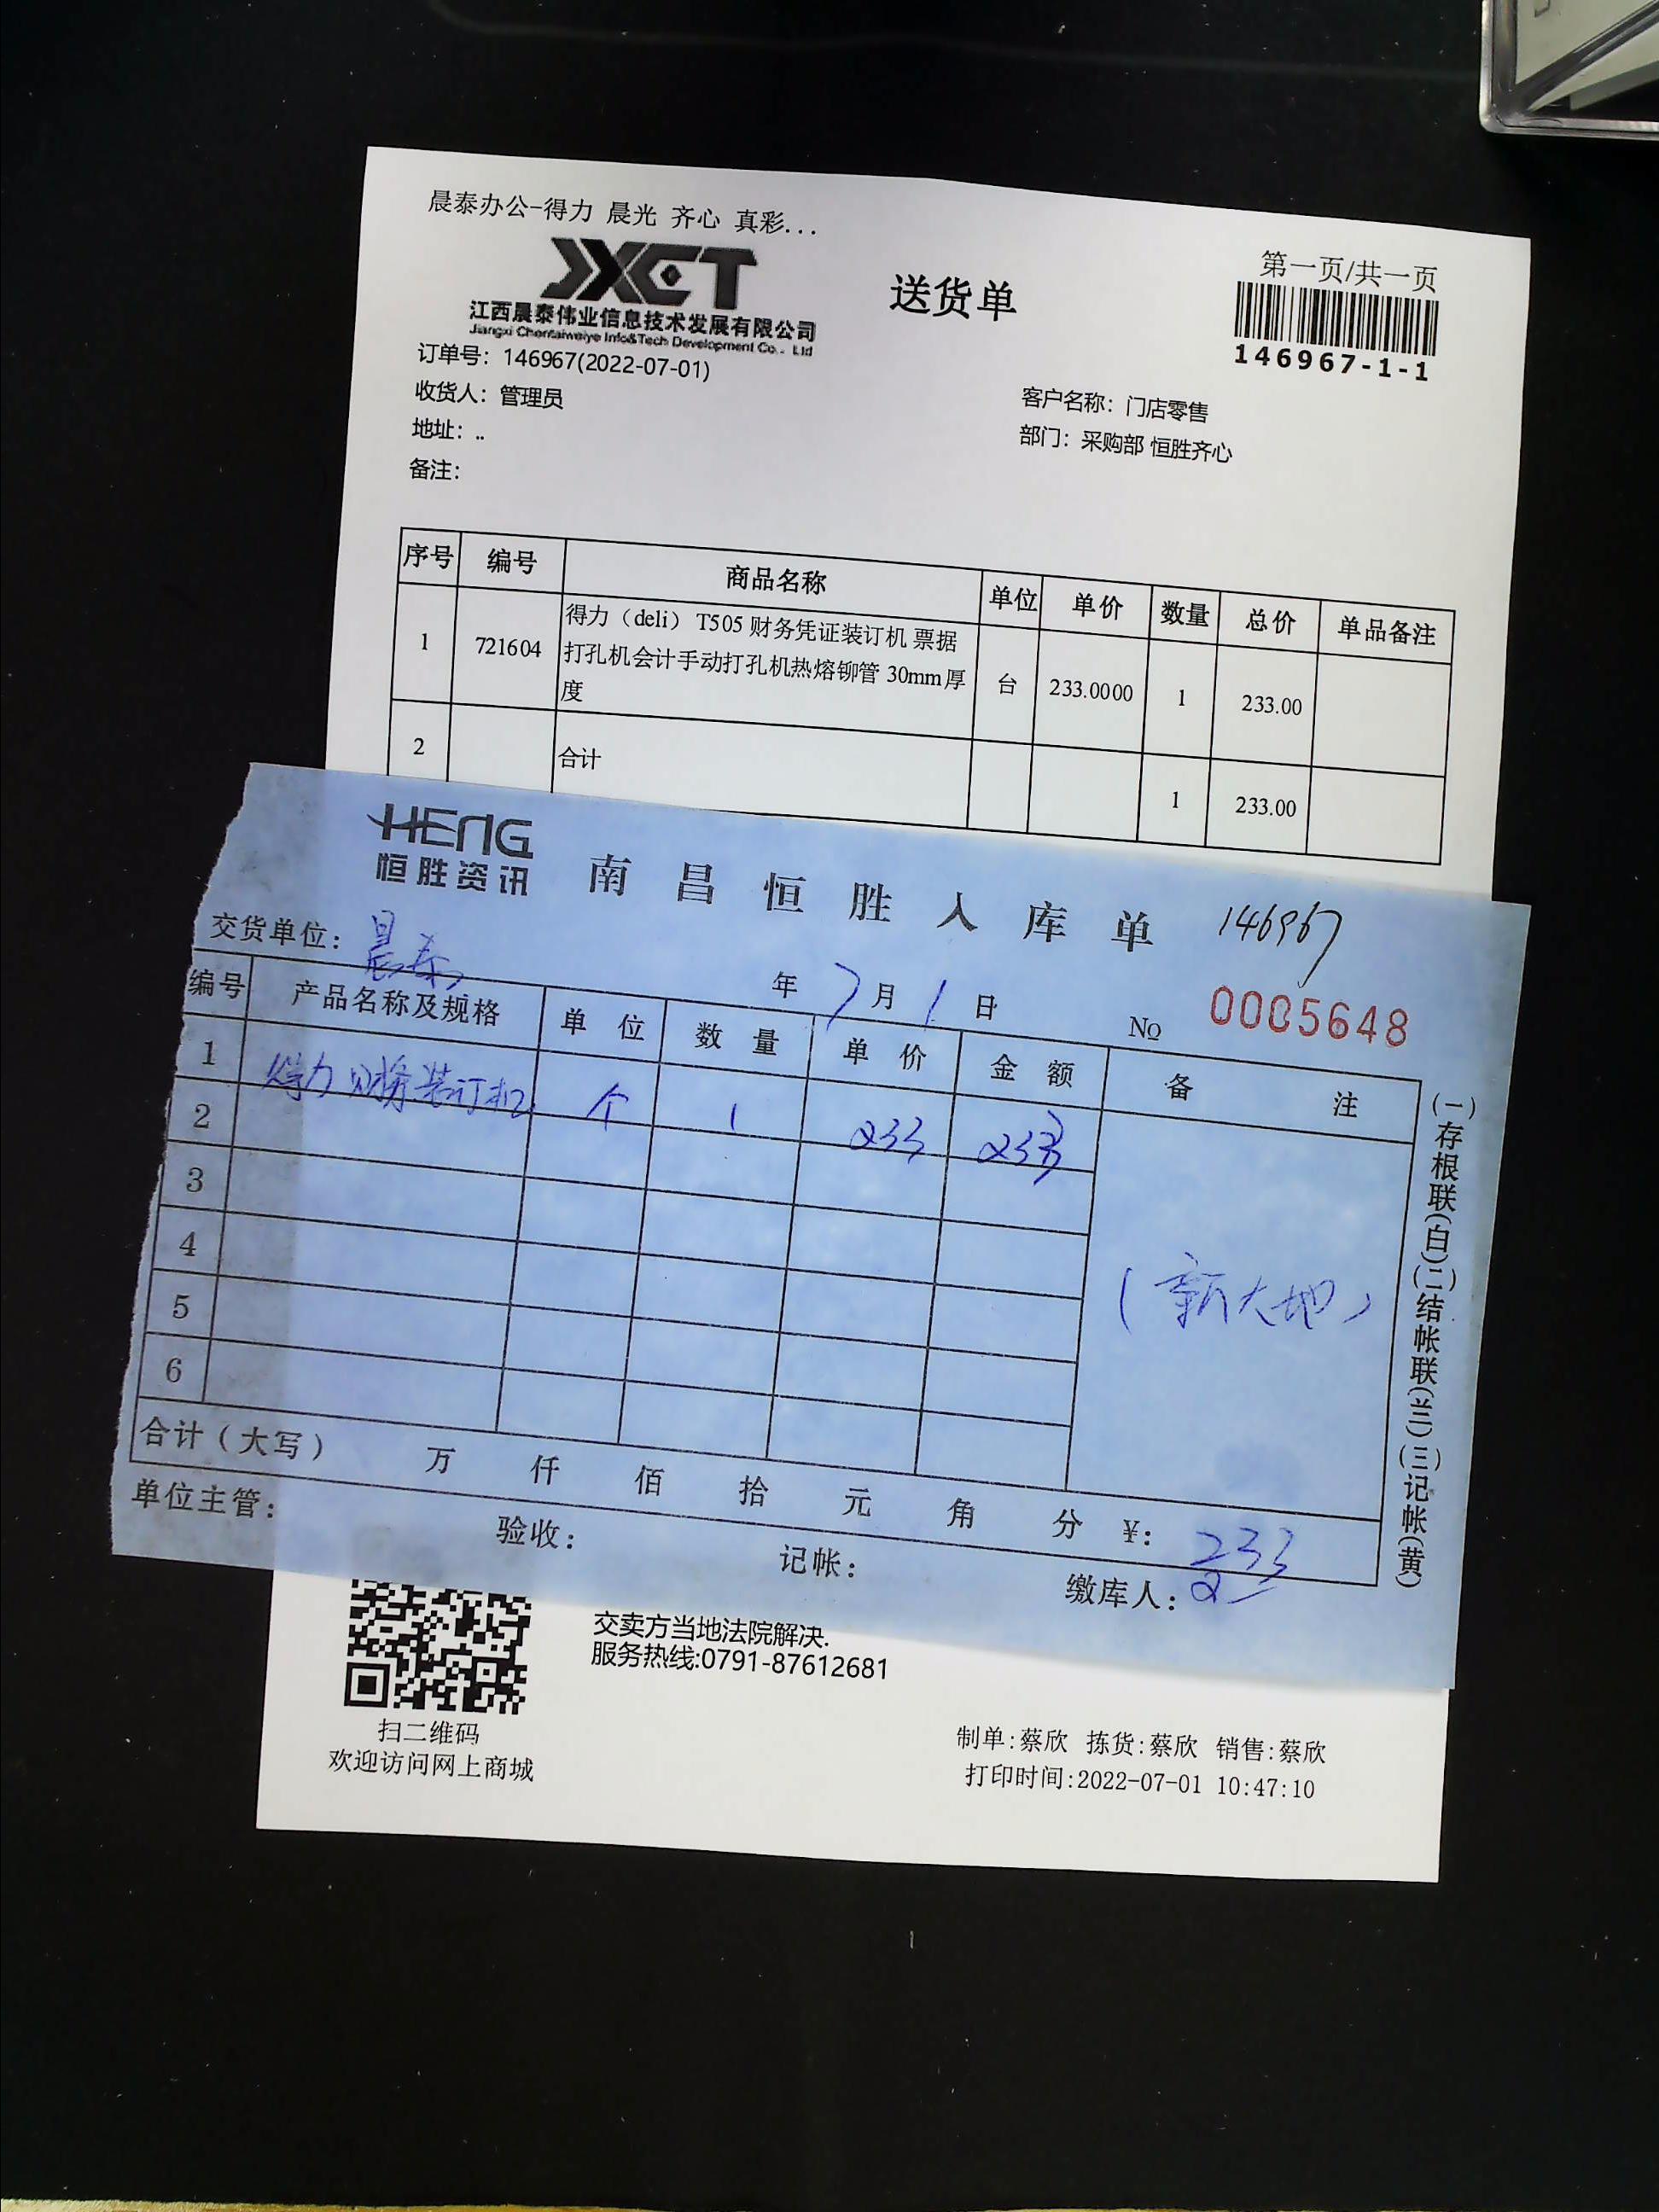 晨泰办公-得力 晨光 齐心 真彩...
JXCT
江西晨泰伟业信息技术发展有限公司
Jiangxi Chentaiweiye Info&Tech Development Co., Ltd
送货单
第一页/共一页
146967-1-1
订单号: 146967(2022-07-01)
收货人: 管理员
地址: ..
备注:
客户名称: 门店零售
部门: 采购部 恒胜齐心
序号 编号 商品名称 单位 单价 数量 总价 单品备注
1 721604 得力（deli） T505 财务凭证装订机 票据
打孔机会计手动打孔机热熔铆管 30mm厚
度 台 233.0000 1 233.00
2 合计 1 233.00
HENG
恒胜资讯
南昌恒胜入库单
146967
交货单位: 晨泰
年 7 月 1 日
No 0005648
编号 产品名称及规格 单位 数量 单价 金额 备注
1 得力财务装订机 个 1 233 233
2
3
4
5
6
(新大地)
合计(大写) 万 仟 佰 拾 元 角 分 ¥: 233
单位主管: 验收: 记帐: 缴库人:
(一)存根联(白)(二)结帐联(兰)(三)记帐(黄)
交卖方当地法院解决.
服务热线:0791-87612681
扫二维码
欢迎访问网上商城
制单:蔡欣 拣货:蔡欣 销售:蔡欣
打印时间:2022-07-01 10:47:10